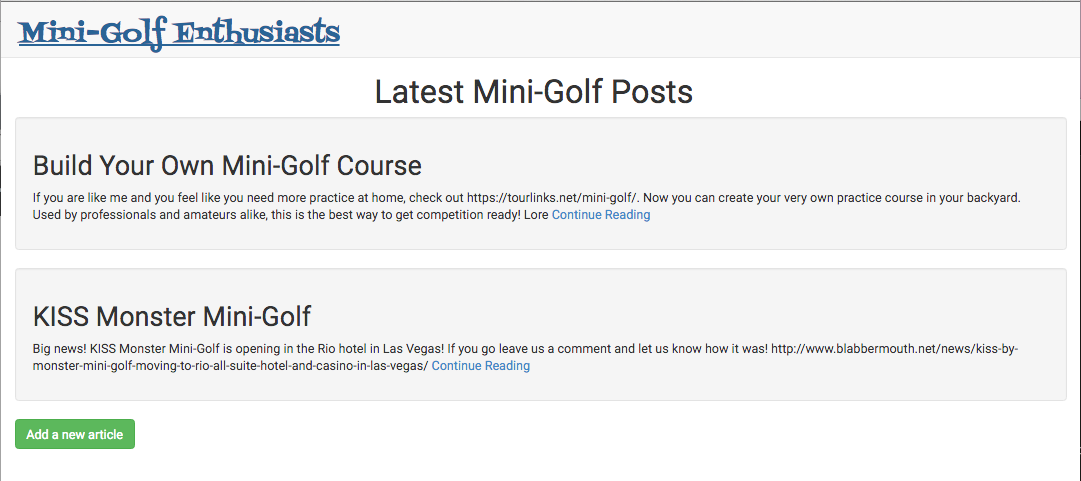 Mini-Golf Enthusiasts
Latest Mini-Golf Posts
Build Your Own Mini-Golf Course
If you are like me and you feel like you need more practice at home, check out https://tourlinks.net/mini-golf/. Now you can create your very own practice course in your backyard.
Used by professionals and amateurs alike, this is the best way to get competition ready! Lore Continue Reading
KISS Monster Mini-Golf
Big news! KISS Monster Mini-Golf is opening in the Rio hotel in Las Vegas! If you go leave us a comment and let us know how it was! http://www.blabbermouth.net/news/kiss-by-
monster-mini-golf-moving-to-rio-all-suite-hotel-and-casino-in-las-vegas/ Continue Reading
Add a new article